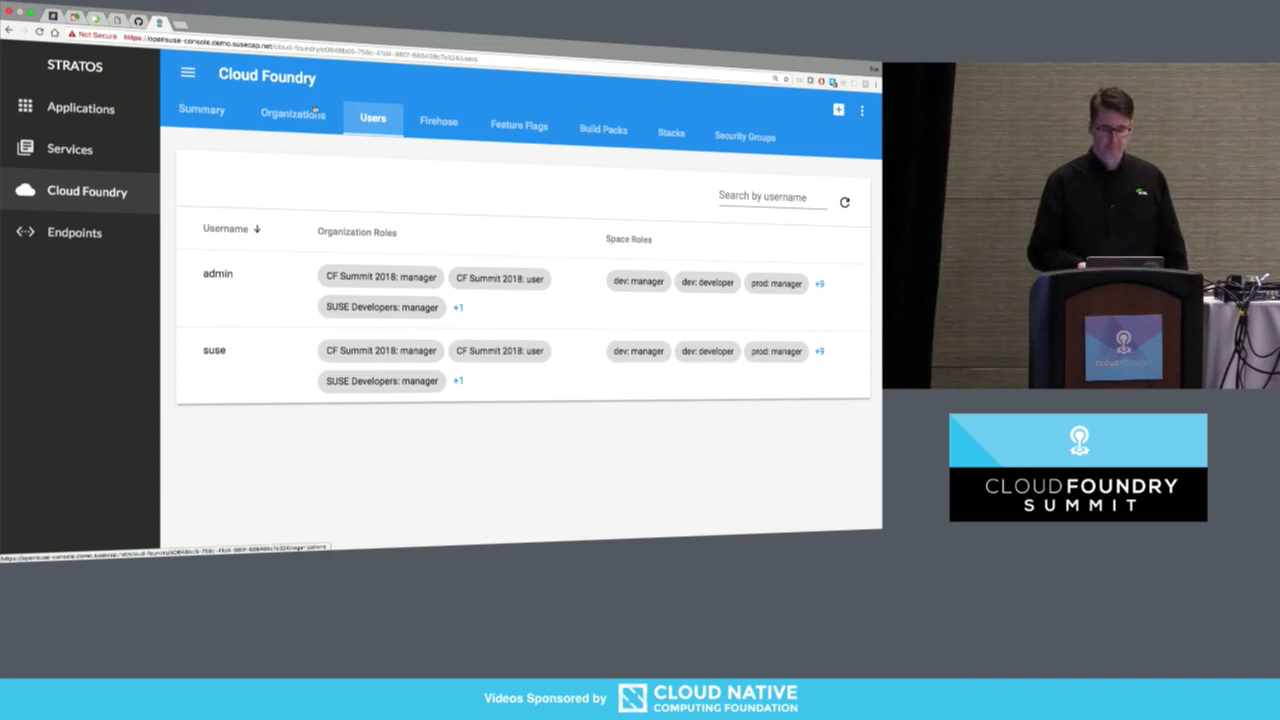 Not Secure
STRATOS
Applications
Services
Cloud Foundry
Endpoints
Cloud Foundry
Summary Organizations Users Firehose Feature Flags Build Packs Stacks Security Groups
Search by username
Username Organization Roles Space Roles
admin CF Summit 2018: manager CF Summit 2018: user dev: manager dev: developer prod: manager +9
SUSE Developers: manager +1
suse CF Summit 2018: manager CF Summit 2018: user dev: manager dev: developer prod: manager +9
SUSE Developers: manager +1
CLOUD FOUNDRY
CLOUD FOUNDRY
SUMMIT
Videos Sponsored by CLOUD NATIVE
COMPUTING FOUNDATION